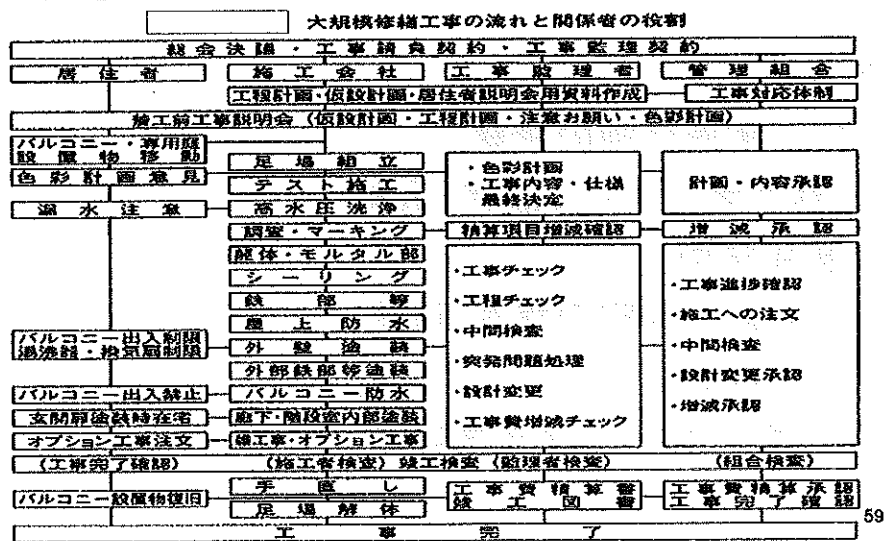 大規模修繕工事の流れと関係者の役割
総会決議・工事請負契約・工事監理契約
居住者 施工会社 工事監理者 管理組合
工程計画・仮設計画・居住者説明会用資料作成 工事対応体制
施工前工事説明会(仮設計画・工程計画・注意お願い・色彩計画)
バルコニー・専用庭
設置物移動
足場組立
色彩計画意見
テスト施工
・色彩計画
・工事内容・仕様
最終決定
計画・内容承認
漏水注意 高水圧洗浄
調査・マーキング 精算項目増減確認 増減承認
躯体・モルタル部
シーリング
鉄部等
屋上防水
バルコニー出入制限
・換気扇制限
外壁塗装
外部鉄部等塗装
バルコニー出入禁止 バルコニー防水
玄関扉塗装時在宅 廊下・階段室内部塗装
オプション工事注文 雑工事・オプション工事
・工事チェック
・工程チェック
・中間検査
・突発問題処理
・設計変更
・工事費増減チェック
・工事進捗確認
・施工への注文
・中間検査
・設計変更承認
・増減承認
(工事完了確認) (施工者検査) 竣工検査 (監理者検査) (組合検査)
バルコニー設置物復旧
手直し
足場解体
工事費精算書
竣工図書
工事費精算承認
工事完了確認
工事完了
59